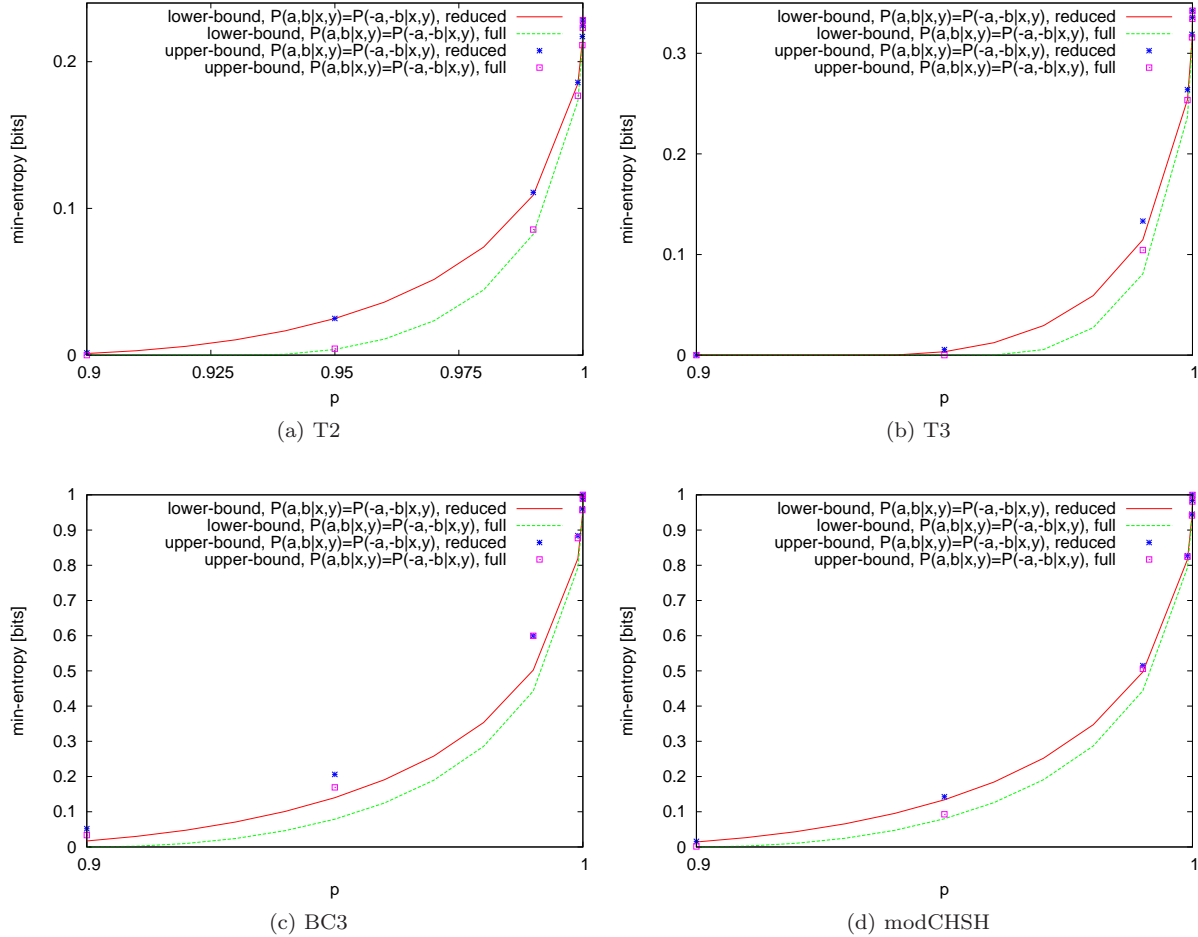 lower-bound, P(a,b|x,y)=P(-a,-b|x,y), reduced
lower-bound, P(a,b|x,y)=P(-a,-b|x,y), full
upper-bound, P(a,b|x,y)=P(-a,-b|x,y), reduced
upper-bound, P(a,b|x,y)=P(-a,-b|x,y), full
0.2
0.1
0
min-entropy [bits]
0.9 0.925 0.95 0.975 1
p
(a) T2
lower-bound, P(a,b|x,y)=P(-a,-b|x,y), reduced
lower-bound, P(a,b|x,y)=P(-a,-b|x,y), full
upper-bound, P(a,b|x,y)=P(-a,-b|x,y), reduced
upper-bound, P(a,b|x,y)=P(-a,-b|x,y), full
0.3
0.2
0.1
0
min-entropy [bits]
0.9 1
p
(b) T3
lower-bound, P(a,b|x,y)=P(-a,-b|x,y), reduced
lower-bound, P(a,b|x,y)=P(-a,-b|x,y), full
upper-bound, P(a,b|x,y)=P(-a,-b|x,y), reduced
upper-bound, P(a,b|x,y)=P(-a,-b|x,y), full
1
0.9
0.8
0.7
0.6
0.5
0.4
0.3
0.2
0.1
0
min-entropy [bits]
0.9 1
p
(c) BC3
lower-bound, P(a,b|x,y)=P(-a,-b|x,y), reduced
lower-bound, P(a,b|x,y)=P(-a,-b|x,y), full
upper-bound, P(a,b|x,y)=P(-a,-b|x,y), reduced
upper-bound, P(a,b|x,y)=P(-a,-b|x,y), full
1
0.9
0.8
0.7
0.6
0.5
0.4
0.3
0.2
0.1
0
min-entropy [bits]
0.9 1
p
(d) modCHSH